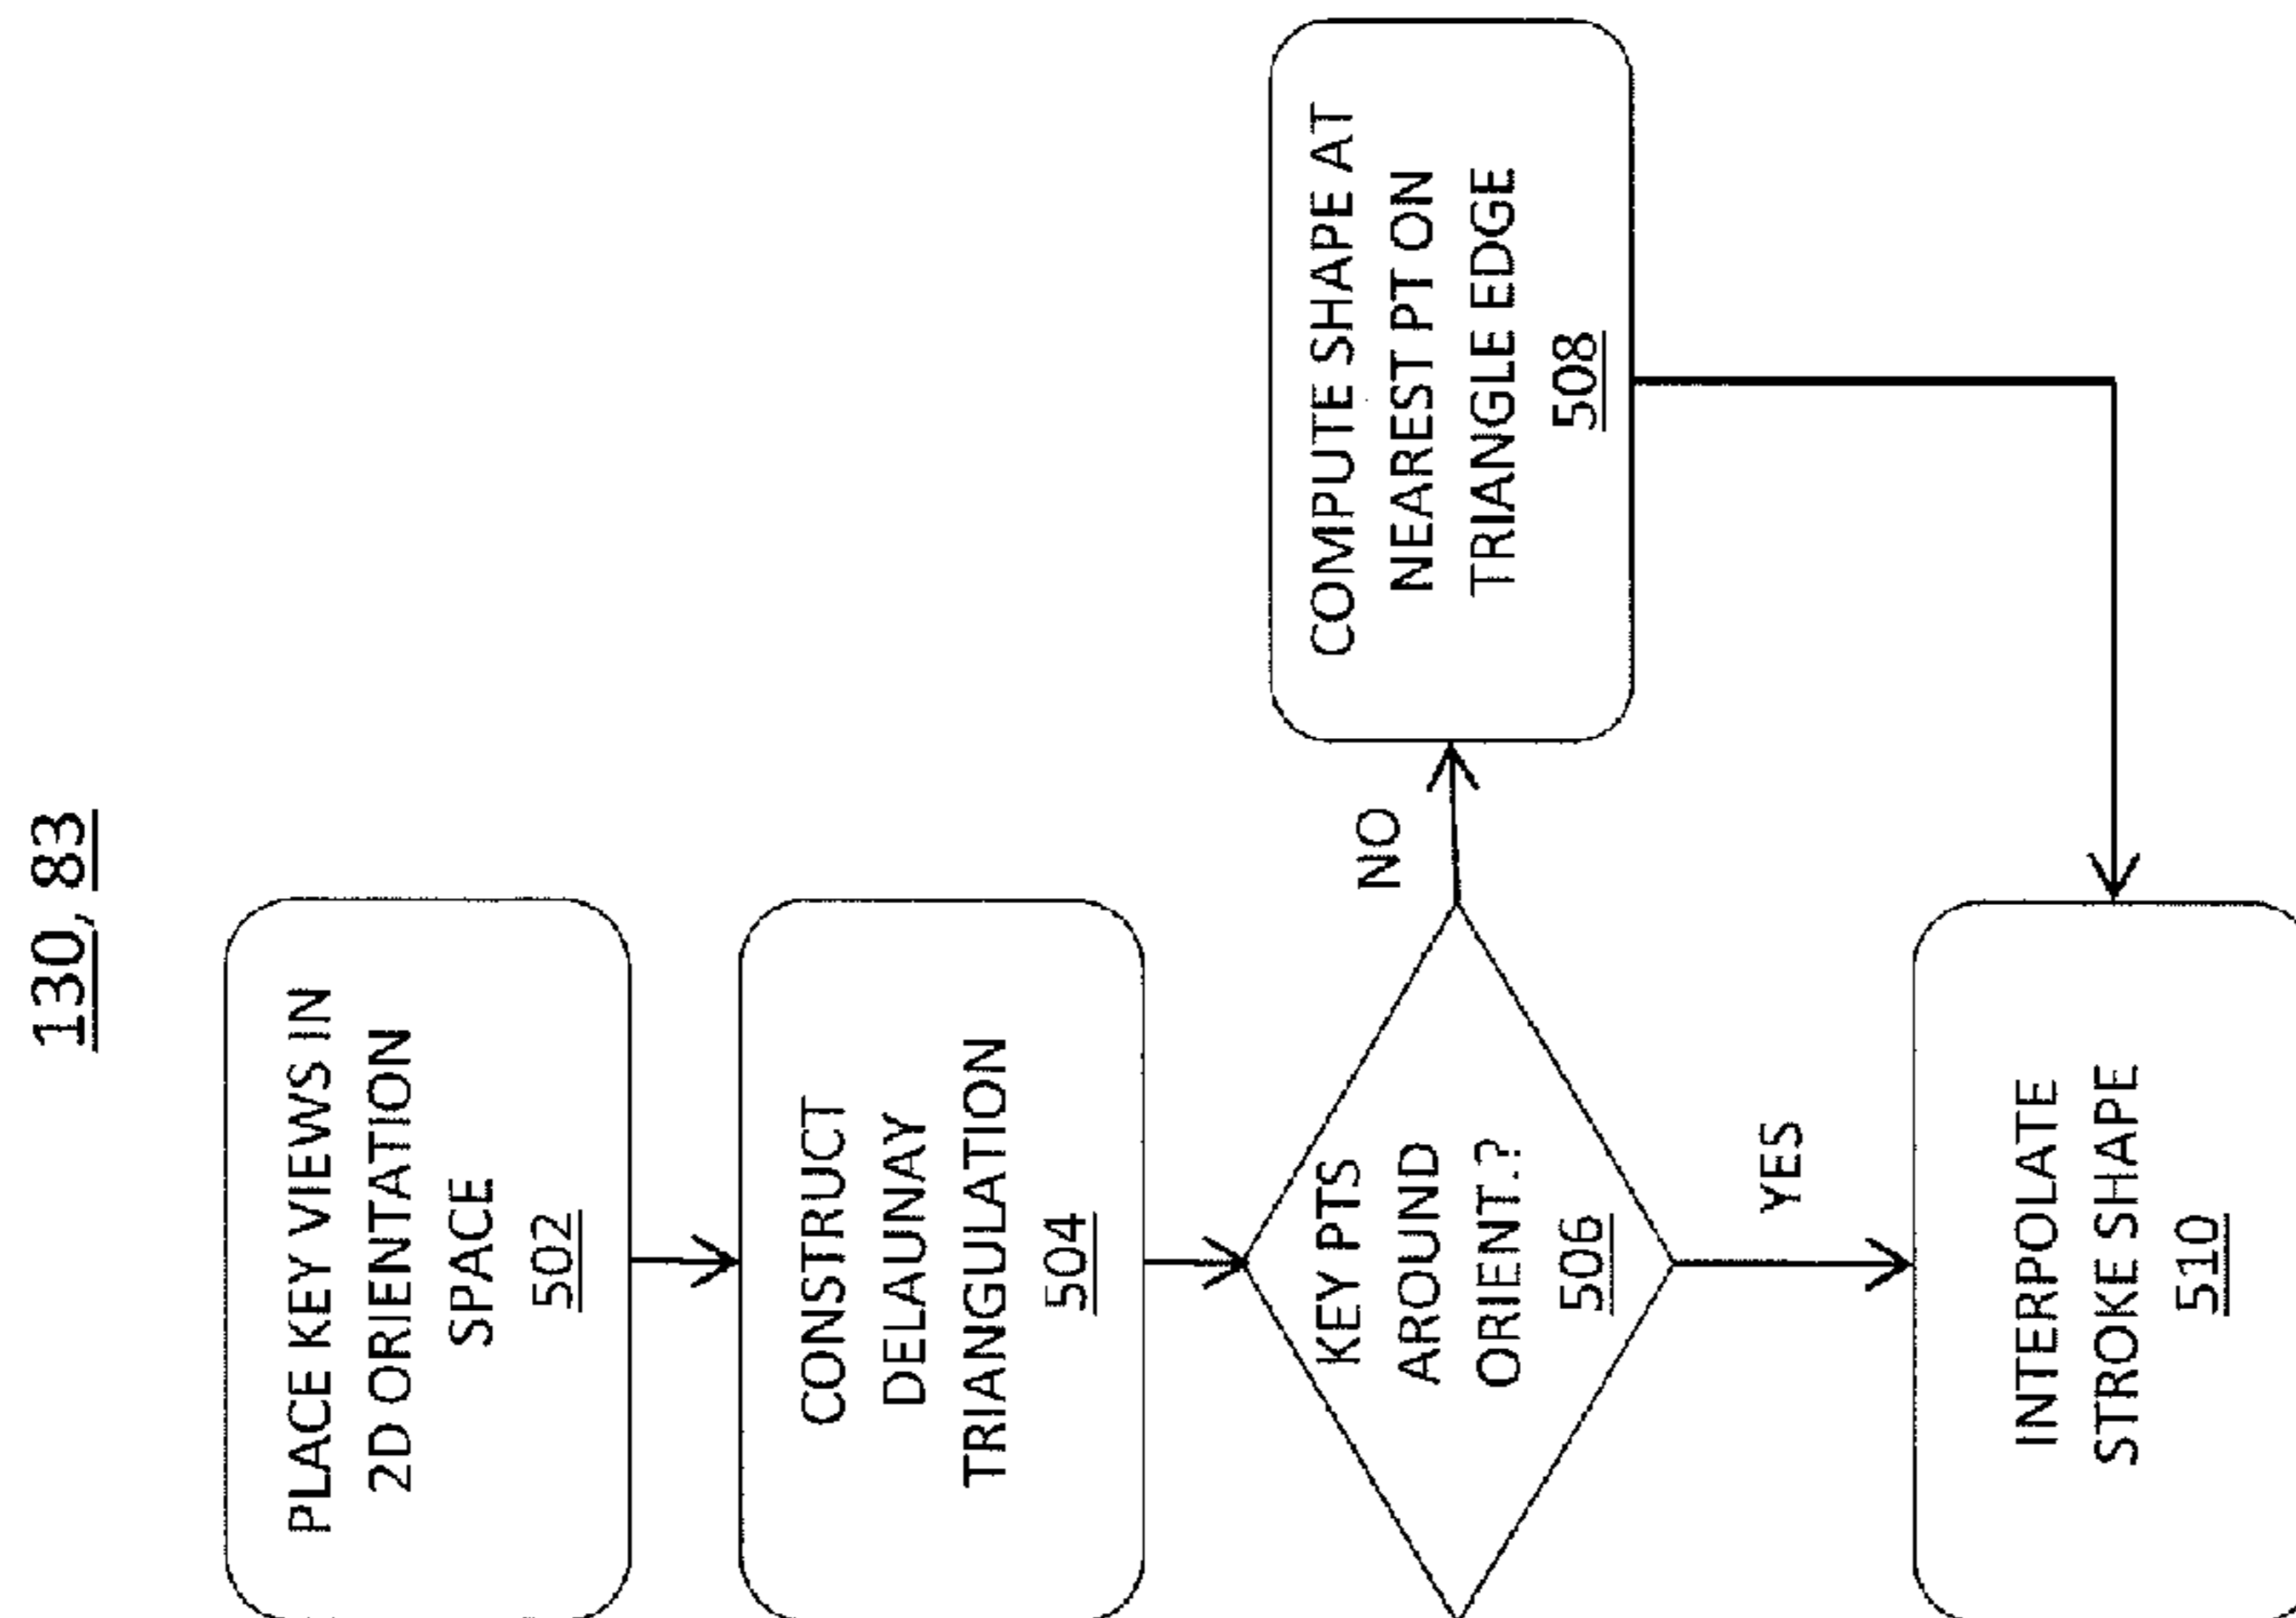 130, 83
PLACE KEY VIEWS IN
2D ORIENTATION
SPACE
502
CONSTRUCT
DELAUNAY
TRIANGULATION
504
KEY PTS
AROUND
ORIENT.?
506
NO
COMPUTE SHAPE AT
NEAREST PT ON
TRIANGLE EDGE
508
YES
INTERPOLATE
STROKE SHAPE
510